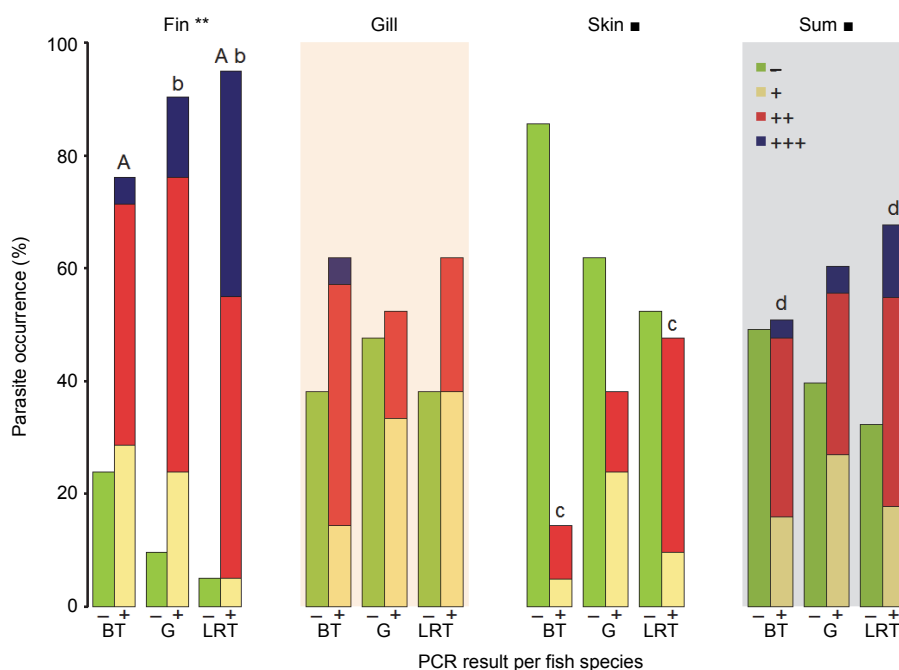 Fin ** Gill Skin ■ Sum ■
100
80
60
40
20
0
Parasite occurrence (%)
A b A b
c c
d d
–
+
++
+++
– + – + – + – + – + – + – + – + – + – + – + – +
BT G LRT BT G LRT BT G LRT BT G LRT
PCR result per fish species